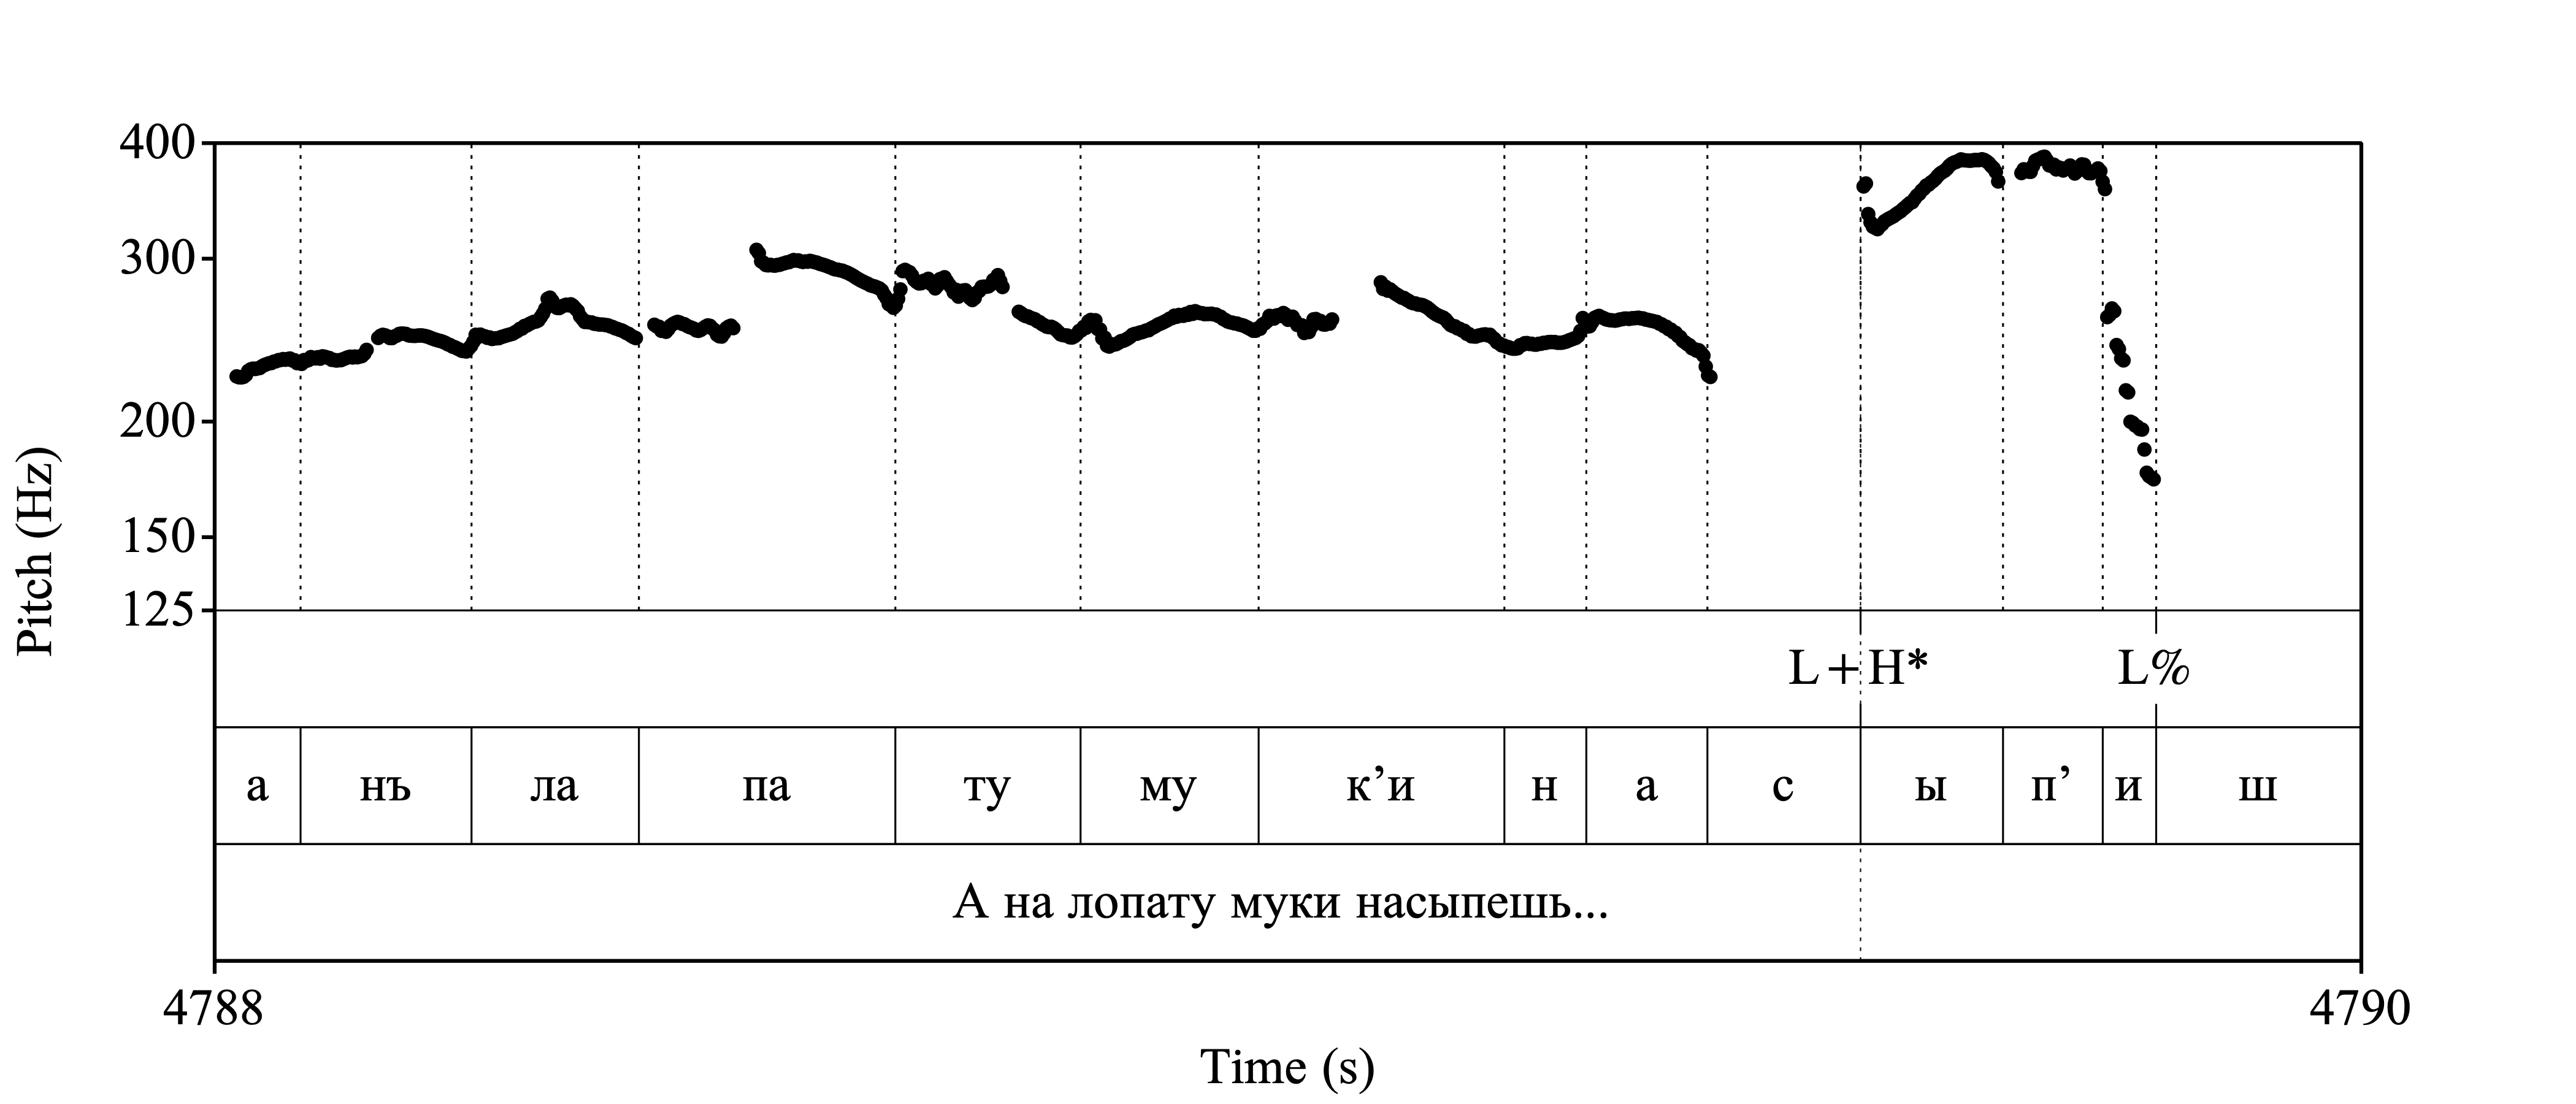 400
300
200
150
125
Pitch (Hz)
L+H* L%
а нъ ла па ту му к’и н а с ы п’ и ш
А на лопату муки насыпешь...
4788 4790
Time (s)